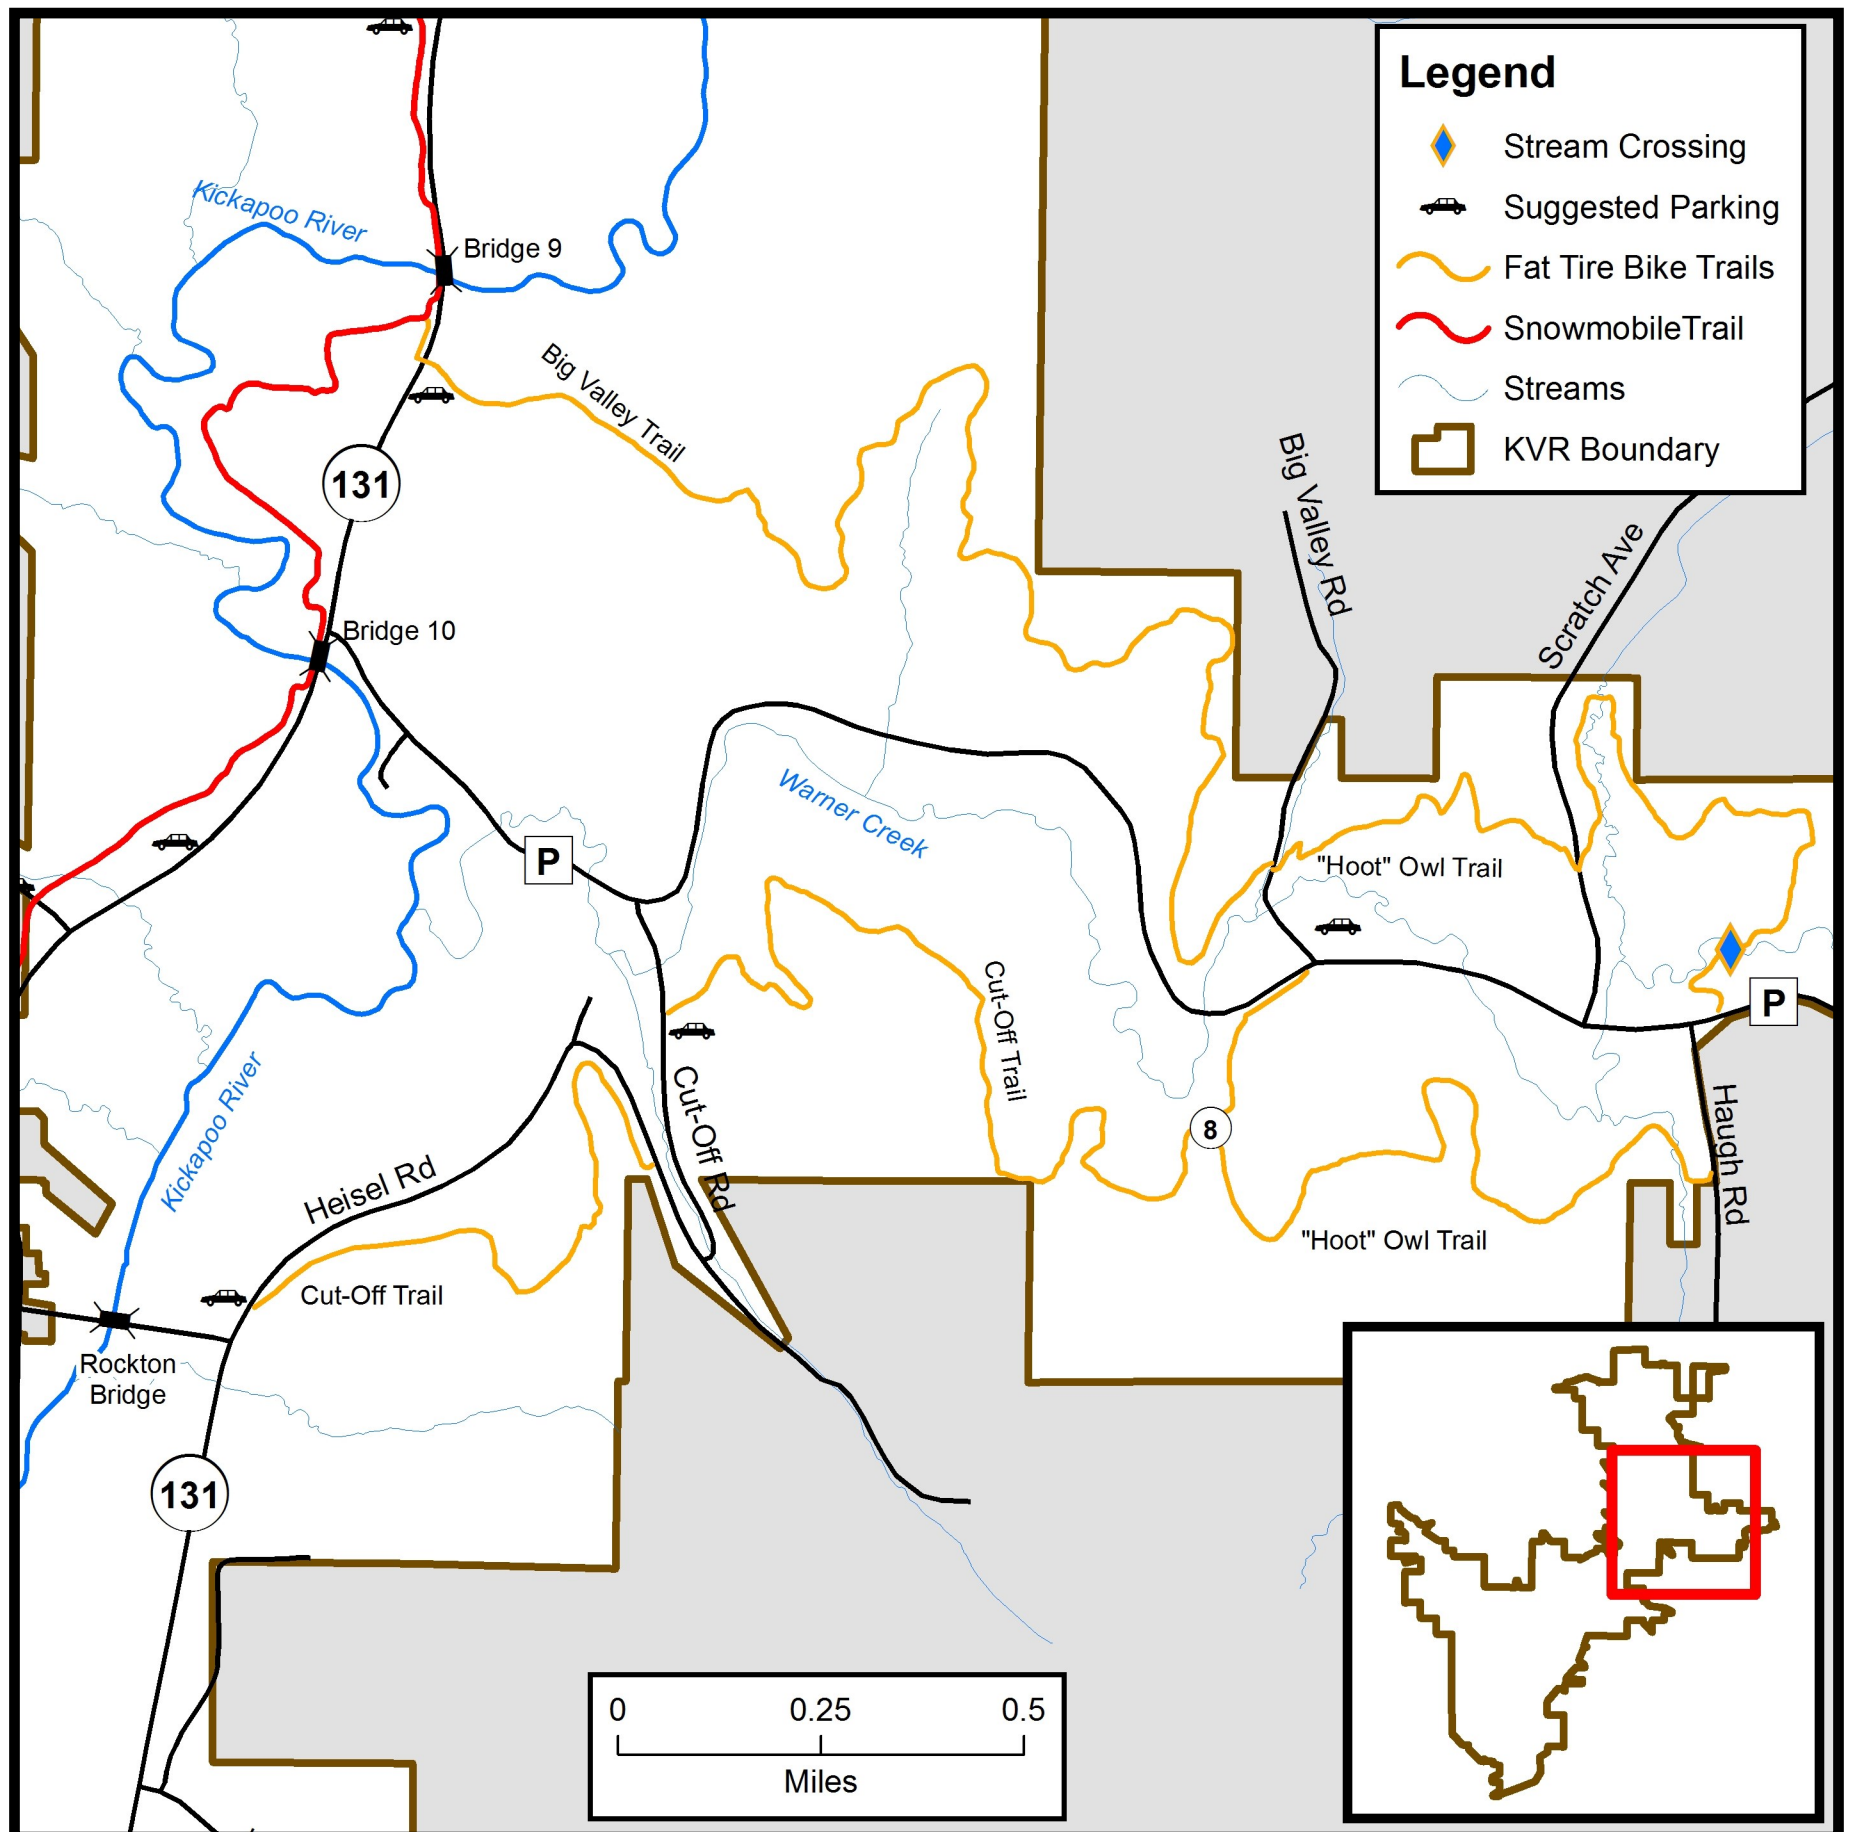 Legend
Stream Crossing
Suggested Parking
Fat Tire Bike Trails
SnowmobileTrail
Streams
KVR Boundary
Kickapoo River
Bridge 9
Big Valley Trail
131
Big Valley Rd
Scratch Ave
Bridge 10
Warner Creek
P
"Hoot" Owl Trail
Cut-Off Trail
P
Kickapoo River
Cut-Off Rd
8
Haugh Rd
Heisel Rd
"Hoot" Owl Trail
Cut-Off Trail
Rockton
Bridge
131
0 0.25 0.5
Miles